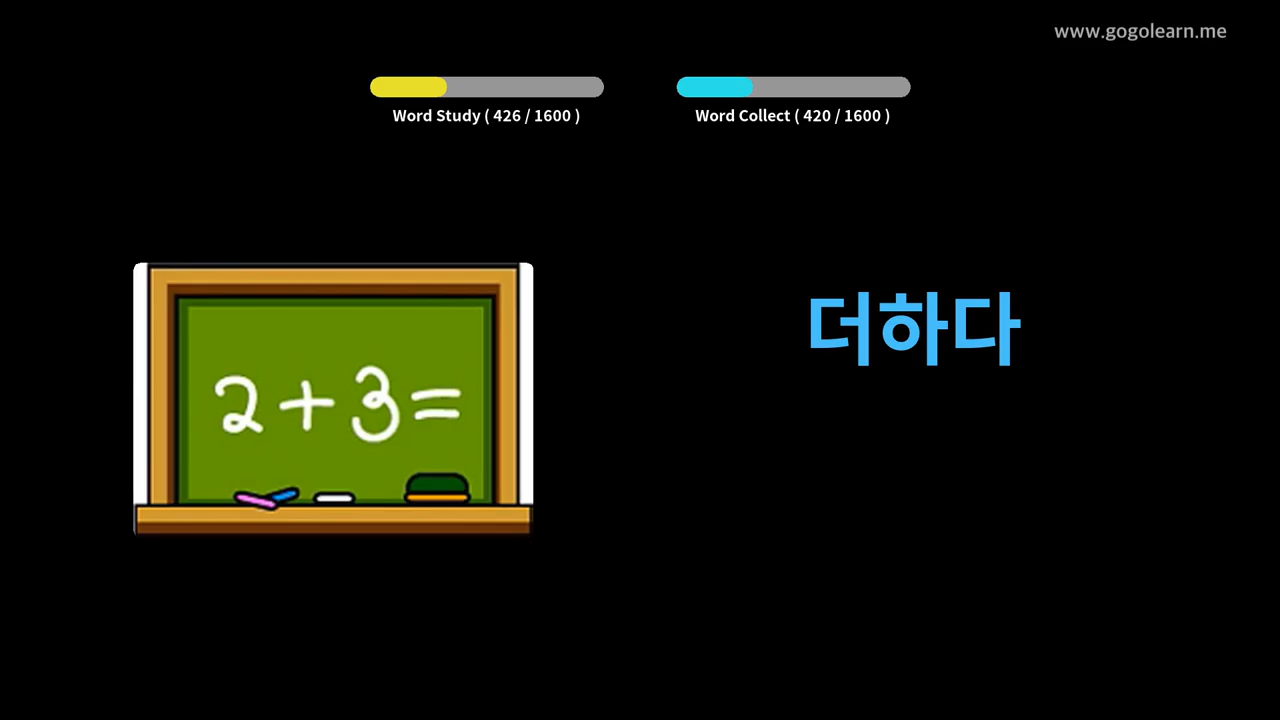 www.gogolearn.me
Word Study ( 426 / 1600 )
Word Collect ( 420 / 1600 )
2+3=
더하다